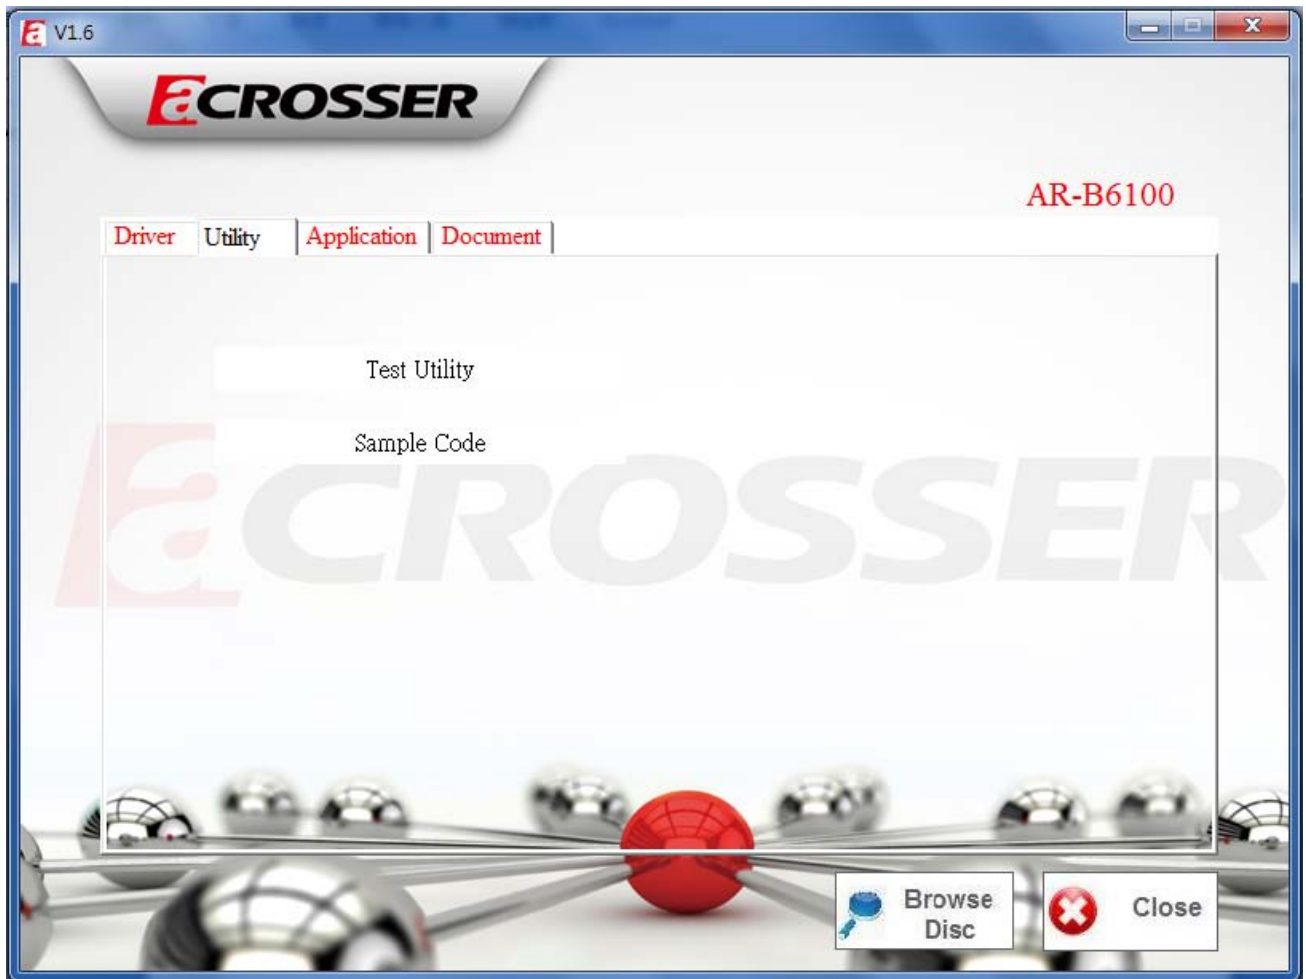 V1.6
aCROSSER
AR-B6100
Driver Utility Application Document
Test Utility
Sample Code
aCROSSER
Browse
Disc
Close